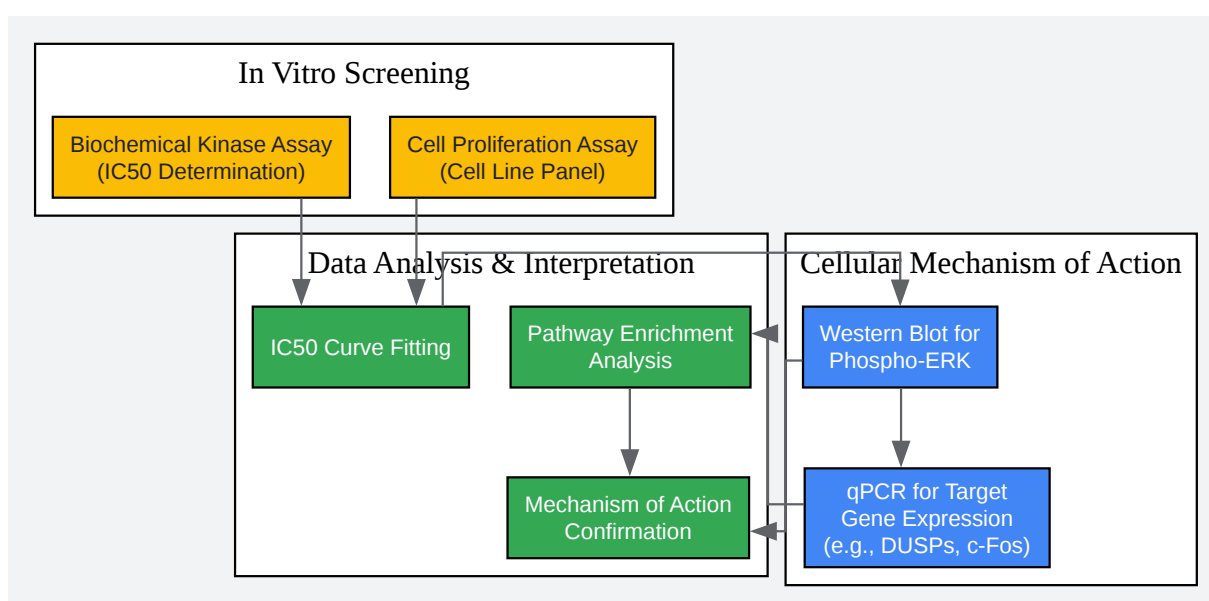 In Vitro Screening
Biochemical Kinase Assay
(IC50 Determination)
Cell Proliferation Assay
(Cell Line Panel)
Data Analysis & Interpretation
IC50 Curve Fitting
Pathway Enrichment
Analysis
Mechanism of Action
Confirmation
Cellular Mechanism of Action
Western Blot for
Phospho-ERK
qPCR for Target
Gene Expression
(e.g., DUSPs, c-Fos)